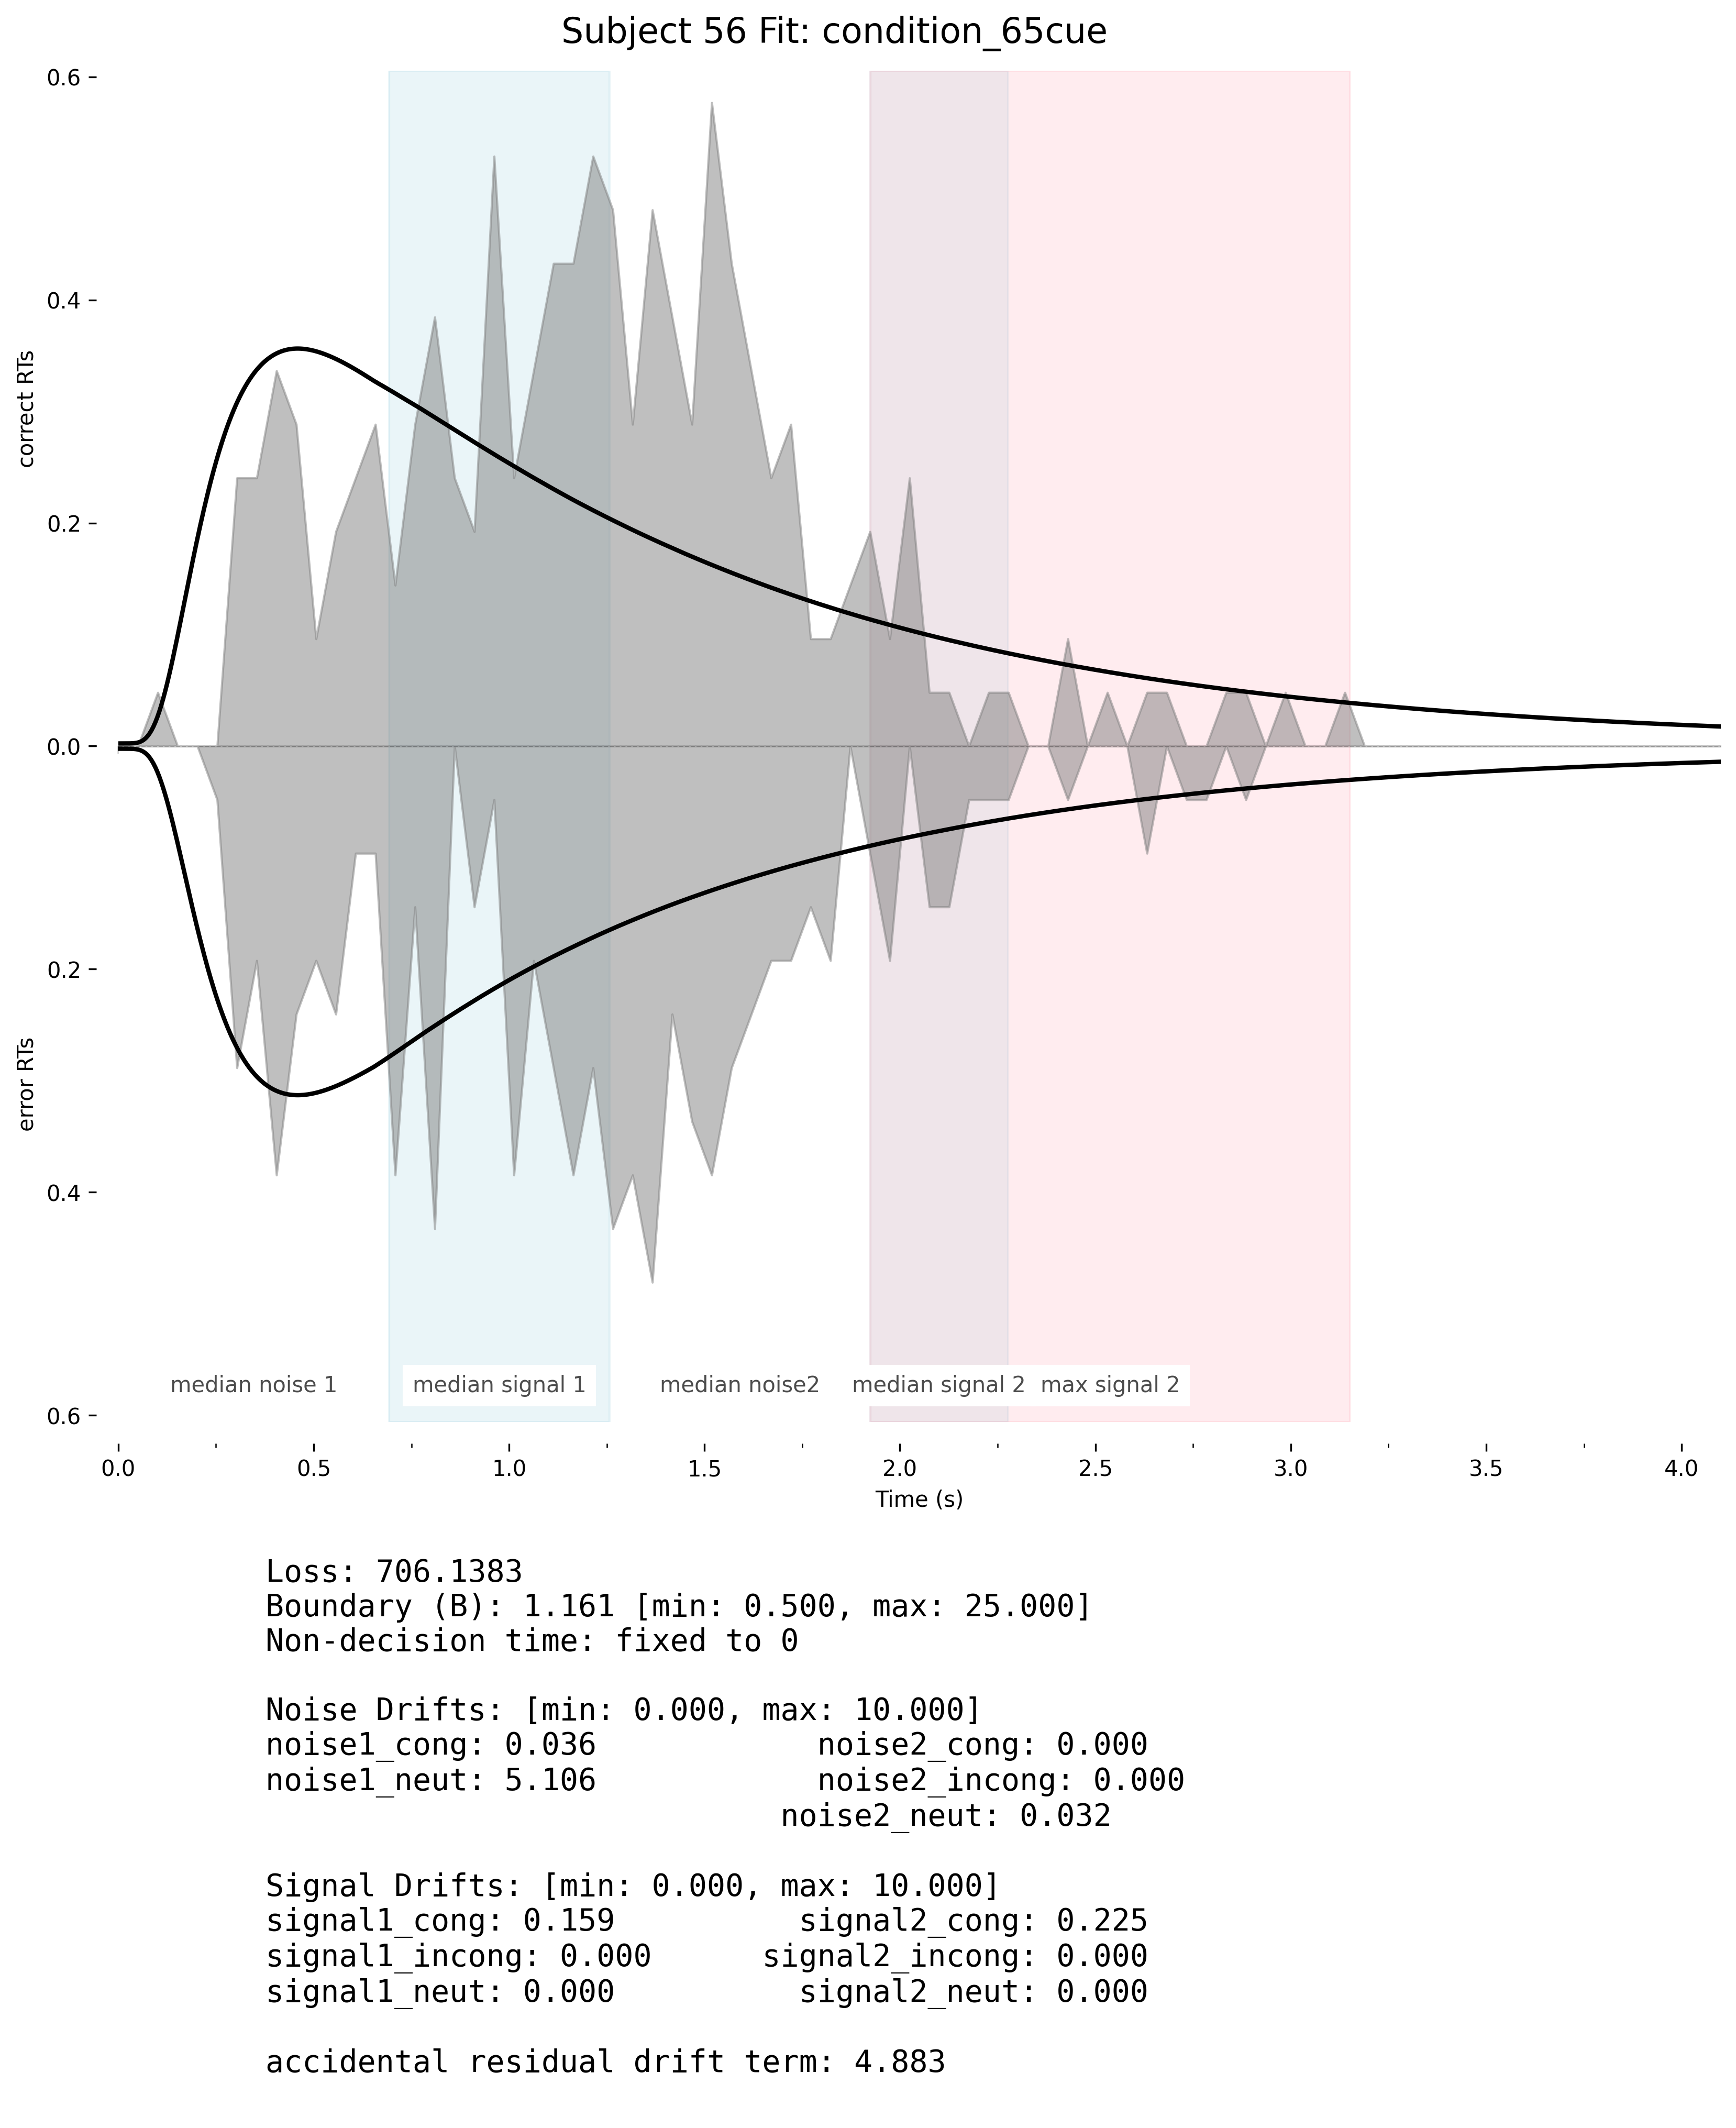 Subject 56 Fit: condition_65cue
0.6
0.4
correct RTs
0.2
0.0
0.2
error RTs
0.4
0.6
median noise 1
median signal 1
median noise2
median signal 2
max signal 2
0.0 0.5 1.0 1.5 2.0 2.5 3.0 3.5 4.0
Time (s)
Loss: 706.1383
Boundary (B): 1.161 [min: 0.500, max: 25.000]
Non-decision time: fixed to 0
Noise Drifts: [min: 0.000, max: 10.000]
noise1_cong: 0.036 noise2_cong: 0.000
noise1_neut: 5.106 noise2_incong: 0.000
noise2_neut: 0.032
Signal Drifts: [min: 0.000, max: 10.000]
signal1_cong: 0.159 signal2_cong: 0.225
signal1_incong: 0.000 signal2_incong: 0.000
signal1_neut: 0.000 signal2_neut: 0.000
accidental residual drift term: 4.883